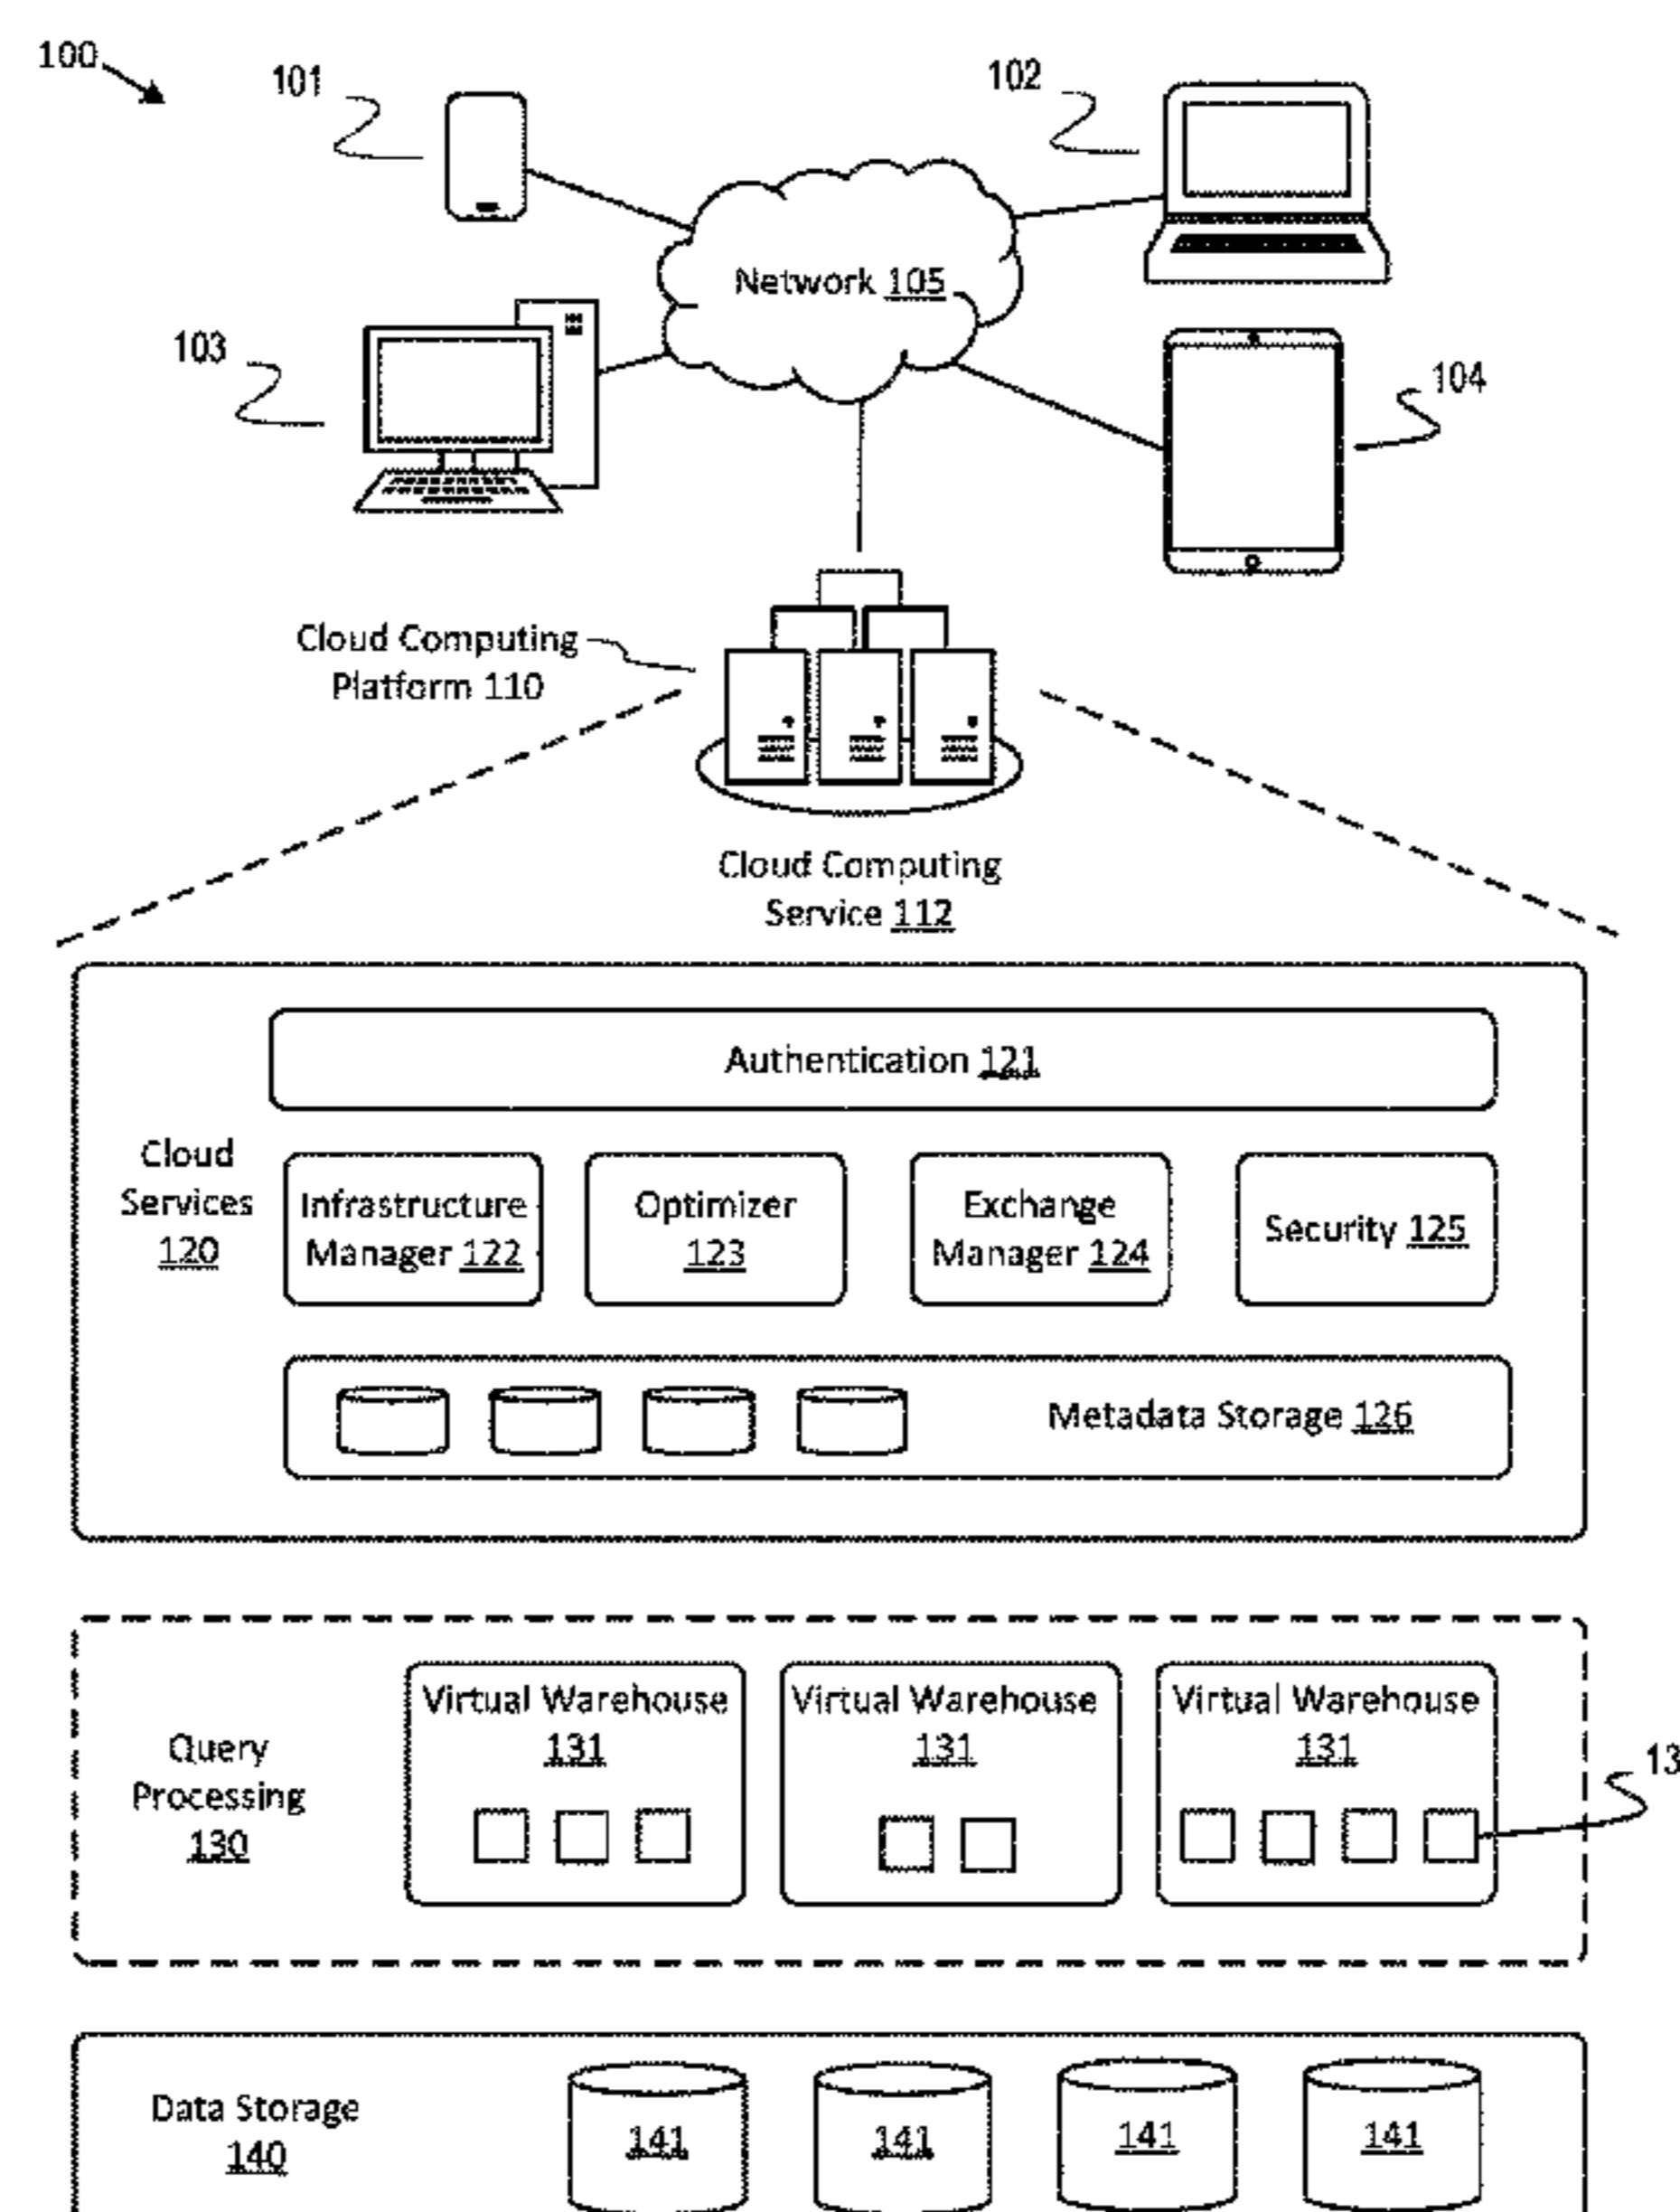 100
101
102
Network 105
103
104
Cloud Computing
Platform 110
Cloud Computing
Service 112
Authentication 121
Cloud
Services
120
Infrastructure
Manager 122
Optimizer
123
Exchange
Manager 124
Security 125
Metadata Storage 126
Query
Processing
130
Virtual Warehouse
131
Virtual Warehouse
131
Virtual Warehouse
131
13
Data Storage
140
141
141
141
141